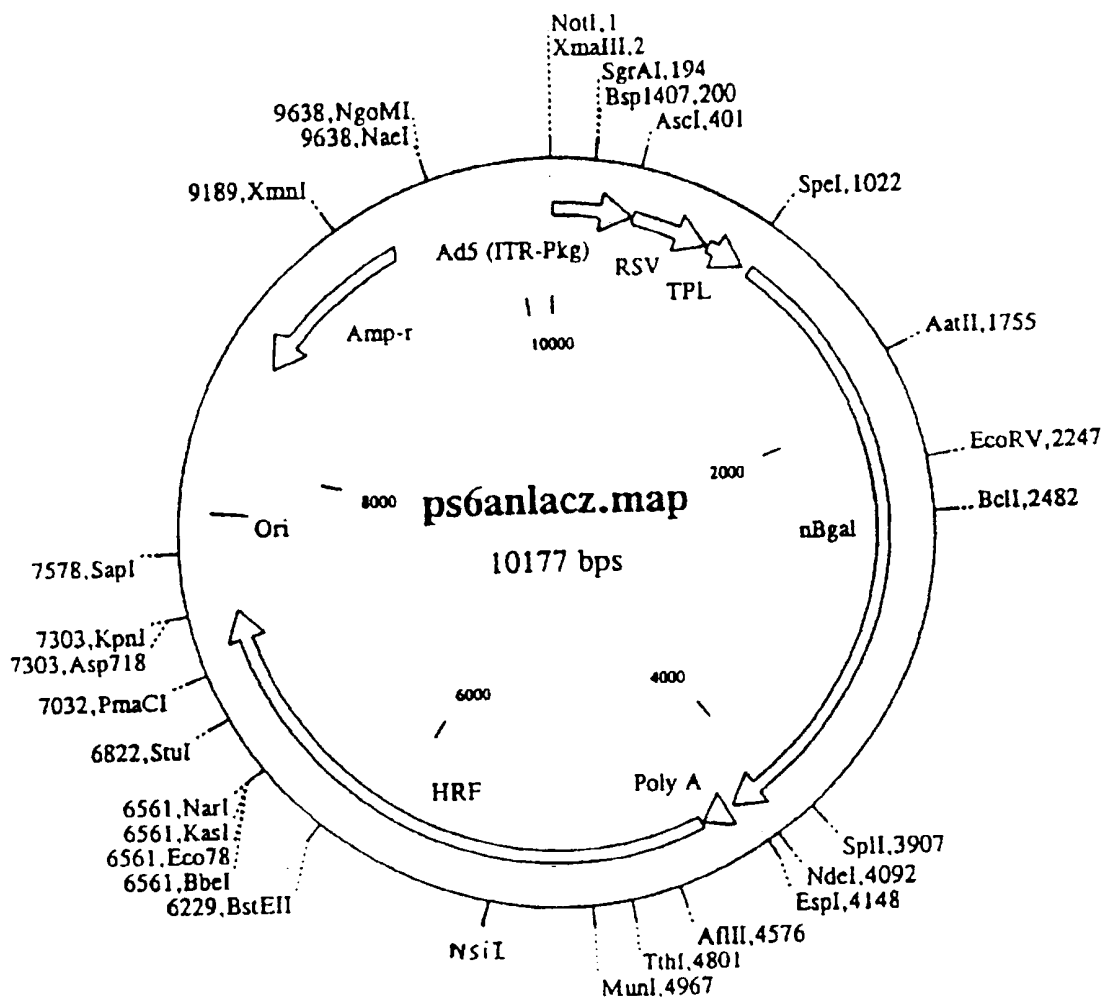 NotI,1
XmaIII,2
SgrAI,194
Bsp1407,200
AscI,401
SpeI,1022
AatII,1755
EcoRV,2247
BclI,2482
SplI,3907
NdeI,4092
EspI,4148
AflII,4576
TthI,4801
MunI,4967
NsiI
6229,BstEII
6561,BbeI
6561,Eco78
6561,KasI
6561,NarI
6822,StuI
7032,PmaCI
7303,Asp718
7303,KpnI
7578,SapI
9189,XmnI
9638,NaeI
9638,NgoMI
Ad5 (ITR-Pkg)
RSV
TPL
nBgal
Poly A
HRF
Ori
Amp-r
10000
2000
4000
6000
8000
ps6anlacz.map
10177 bps